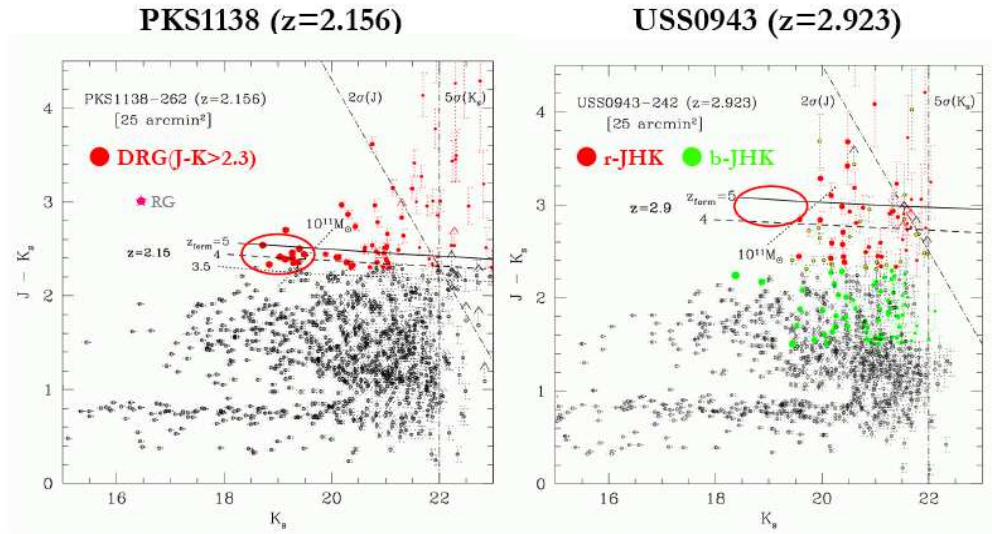 PKS1138 (z=2.156)
USS0943 (z=2.923)
PKS1138−262 (z=2.156)
[25 arcmin²]
DRG(J-K>2.3)
RG
2σ(J)
5σ(Kₛ)
10¹¹M☉
z=2.15
z_form=5
4
3.5
J − Kₛ
4
3
2
1
0
16
18
20
22
Kₛ
USS0943−242 (z=2.923)
[25 arcmin²]
r-JHK
b-JHK
2σ(J)
5σ(Kₛ)
z_form=5
z=2.9
4
10¹¹M☉
J − Kₛ
4
3
2
1
0
16
18
20
22
Kₛ